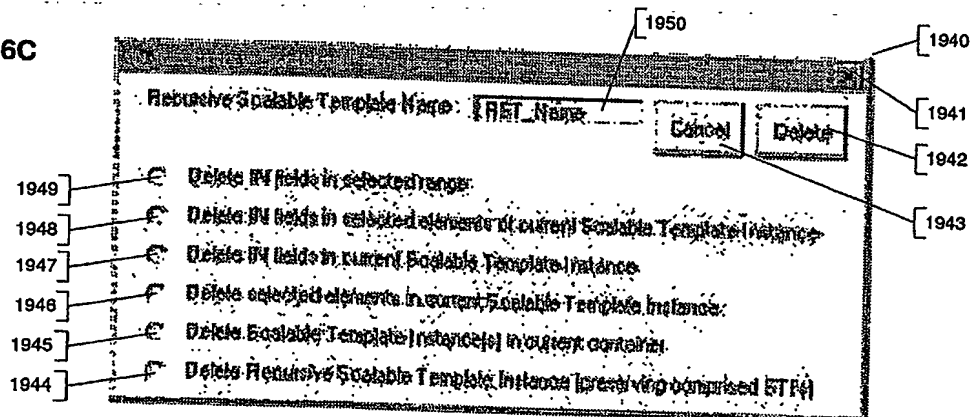 1950
1940
6C
1941
Recursive Scalable Template Name: RST_Name
Cancel Delete
1942
1949 Delete IN fields in selected range
1943
1948 Delete IN fields in selected elements of current Scalable Template Instance
1947 Delete IN fields in current Scalable Template Instance
1946 Delete selected elements in current Scalable Template Instance
1945 Delete Scalable Template Instance(s) in current container
1944 Delete Recursive Scalable Template Instance (preserving comprised STIs)